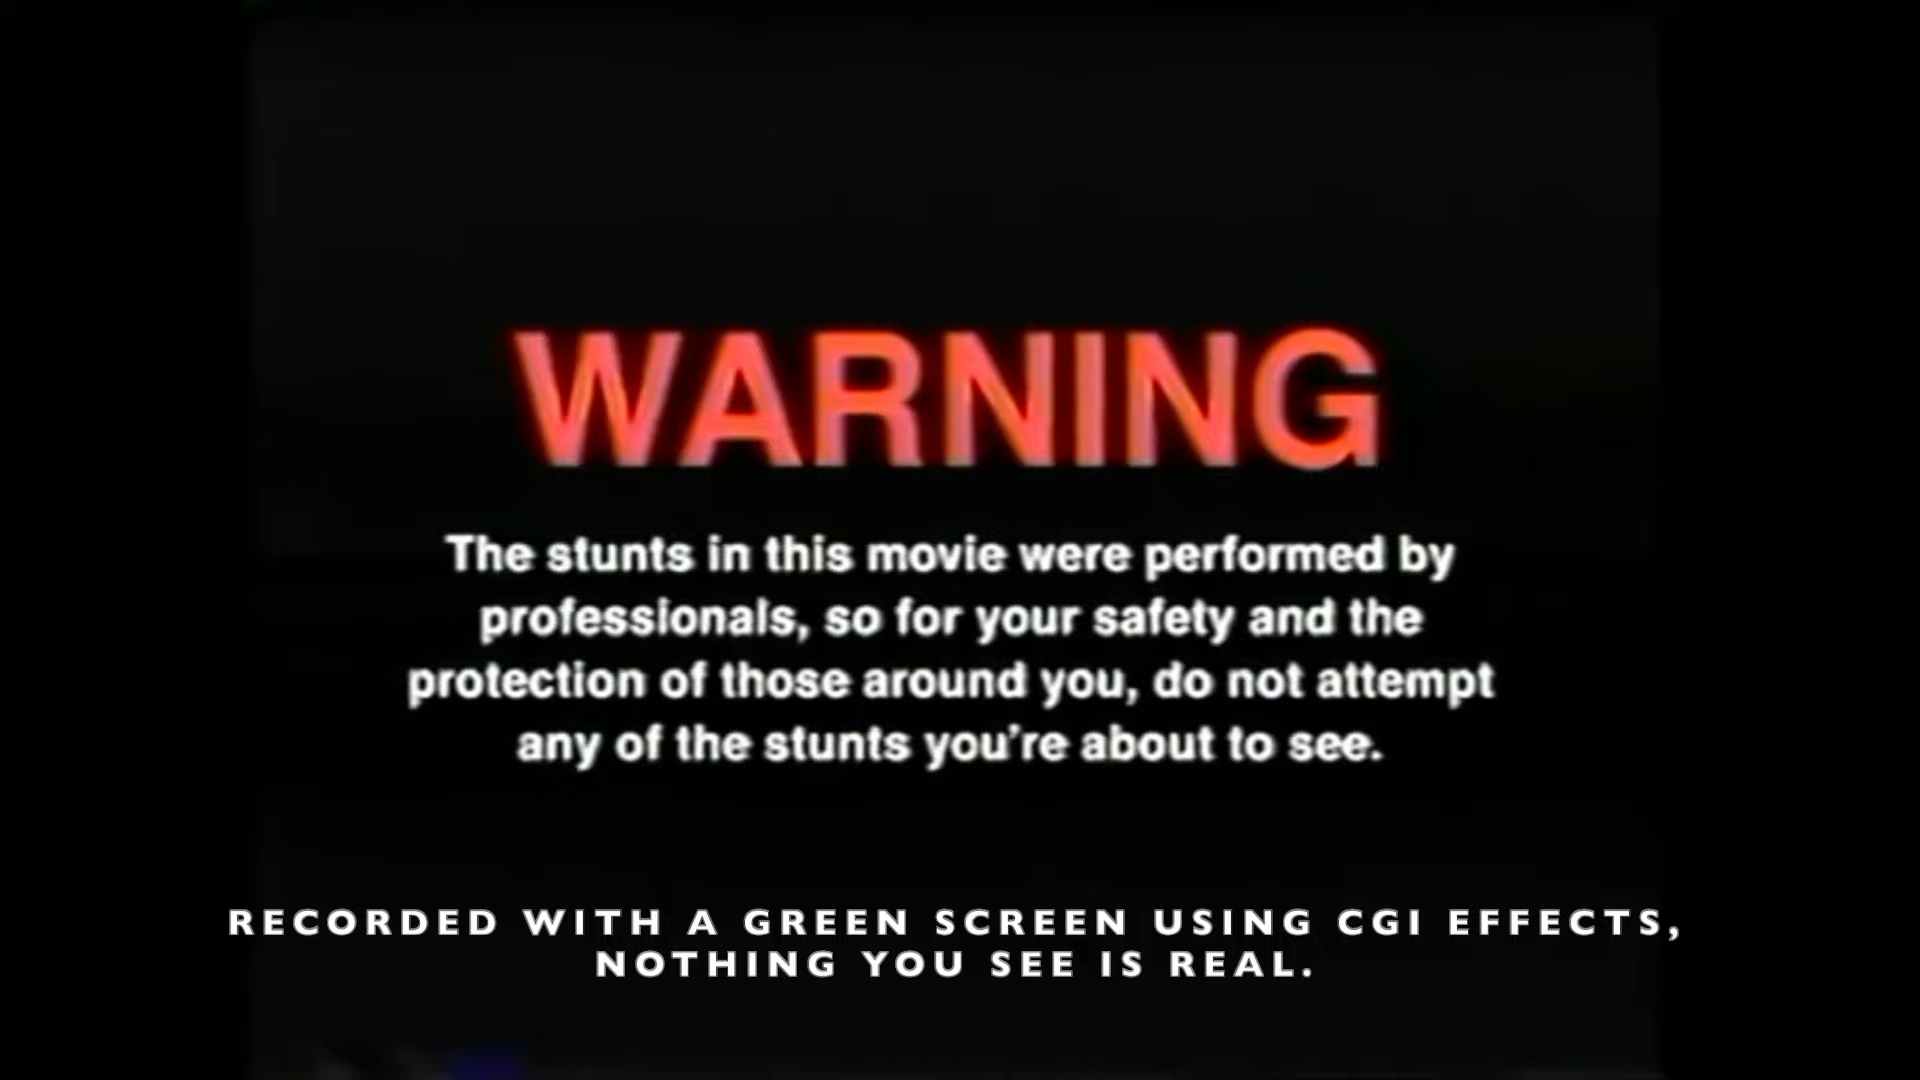 WARNING
The stunts in this movie were performed by
professionals, so for your safety and the
protection of those around you, do not attempt
any of the stunts you're about to see.
RECORDED WITH A GREEN SCREEN USING CGI EFFECTS,
NOTHING YOU SEE IS REAL.